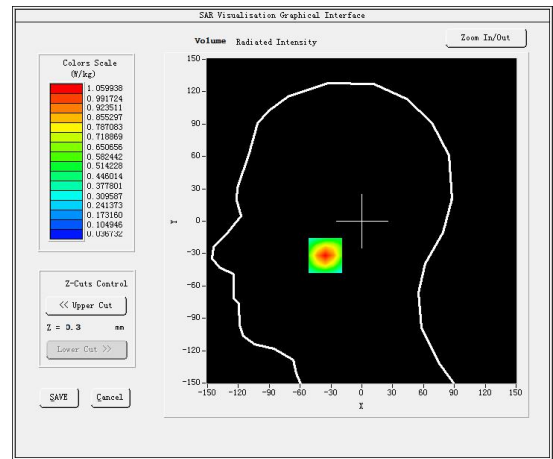 SAR Visualisation Graphical Interface
Volume Radiated Intensity
Zoom In/Out
Colors Scale
(W/kg)
1.059938
0.991724
0.923511
0.855297
0.787083
0.718869
0.650656
0.582442
0.514228
0.446014
0.377801
0.309587
0.241373
0.173160
0.104946
0.036732
Z-Cuts Control
<< Upper Cut
Z = 0.3 mm
Lower Cut >>
SAVE Cancel
150
120
90
60
30
0
-30
-60
-90
-120
-150
Y
-150 -120 -90 -60 -30 0 30 60 90 120 150
X